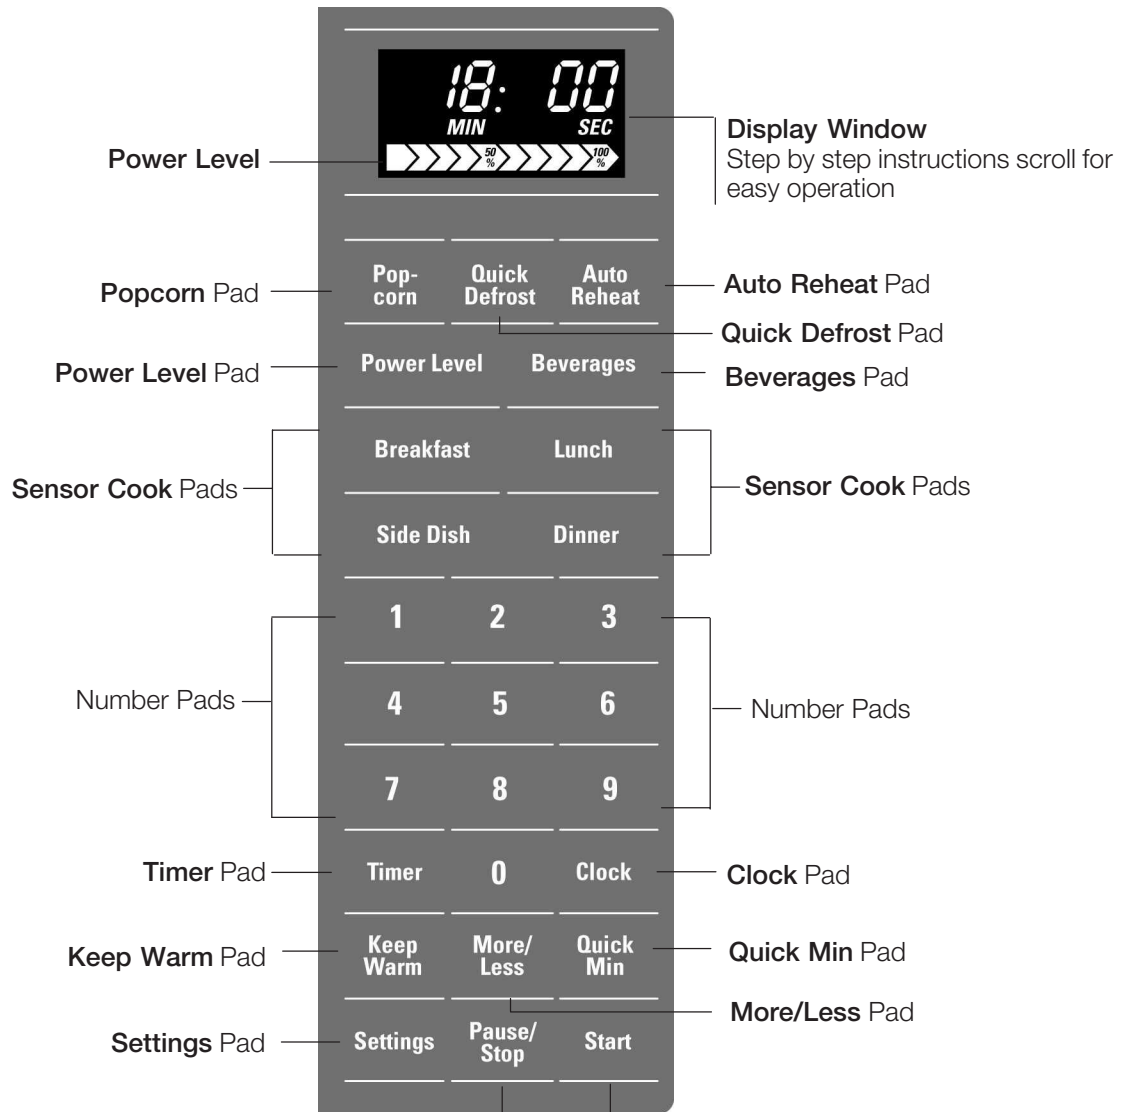 18: 00
MIN SEC
Power Level
50 % 100 %
Display Window
Step by step instructions scroll for
easy operation
Popcorn Pad
Pop-
corn
Quick
Defrost
Auto
Reheat
Auto Reheat Pad
Quick Defrost Pad
Power Level Pad
Power Level
Beverages
Beverages Pad
Breakfast
Lunch
Sensor Cook Pads
Sensor Cook Pads
Side Dish
Dinner
1 2 3
Number Pads
4 5 6
Number Pads
7 8 9
Timer Pad
Timer
0
Clock
Clock Pad
Keep Warm Pad
Keep
Warm
More/
Less
Quick
Min
Quick Min Pad
More/Less Pad
Settings Pad
Settings
Pause/
Stop
Start